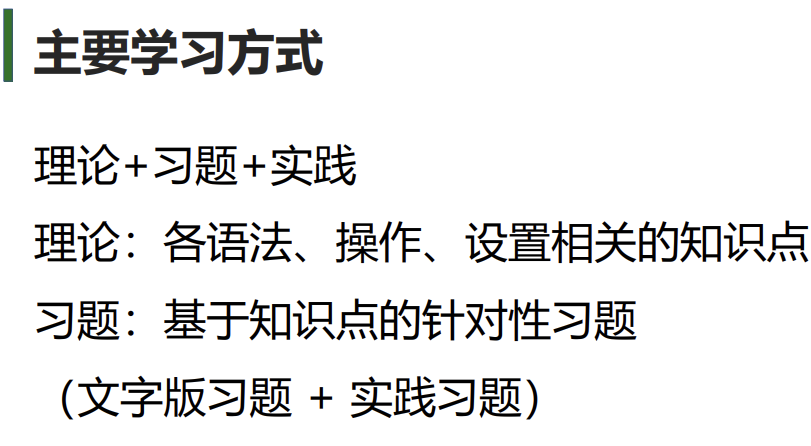 主要学习方式
理论+习题+实践
理论：各语法、操作、设置相关的知识点
习题：基于知识点的针对性习题
（文字版习题 + 实践习题）